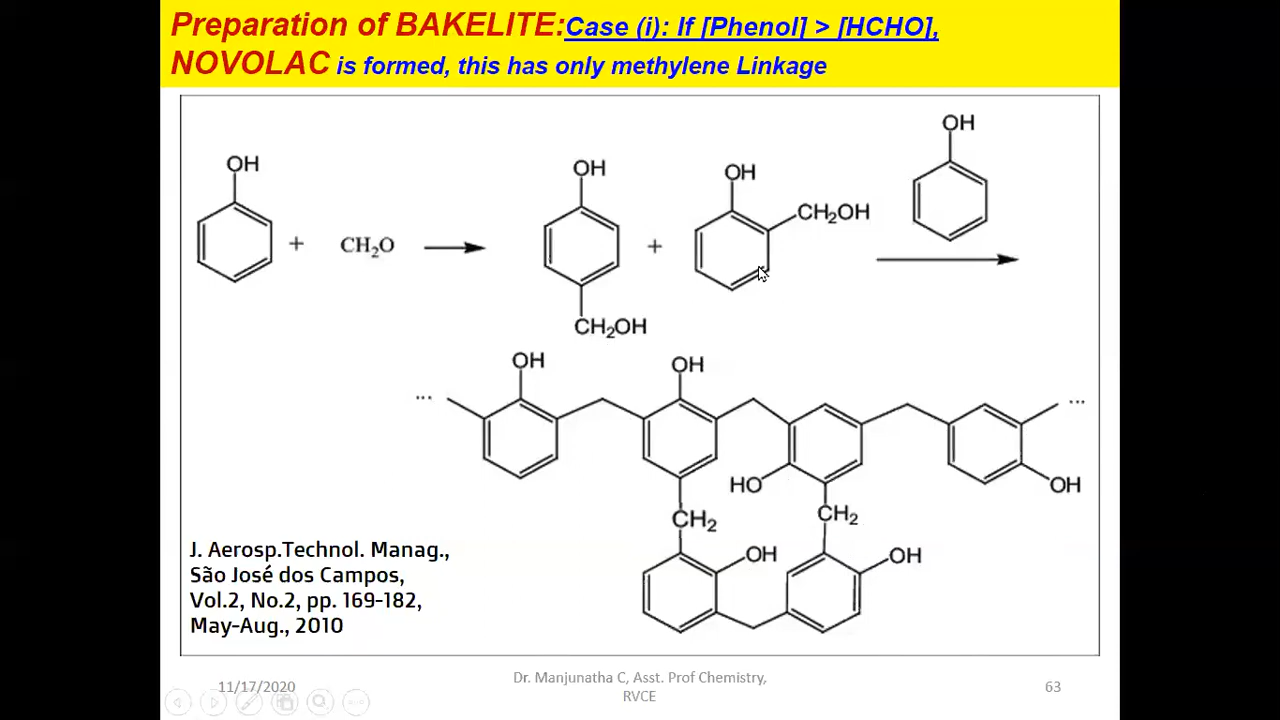 Preparation of BAKELITE:Case (i): If [Phenol] > [HCHO],
NOVOLAC is formed, this has only methylene Linkage
OH
OH
OH
OH
CH₂OH
+
CH₂O
+
CH₂OH
OH
OH
...
...
HO
OH
CH₂
CH₂
OH
OH
J. Aerosp.Technol. Manag.,
São José dos Campos,
Vol.2, No.2, pp. 169-182,
May-Aug., 2010
11/17/2020
Dr. Manjunatha C, Asst. Prof Chemistry,
RVCE
63